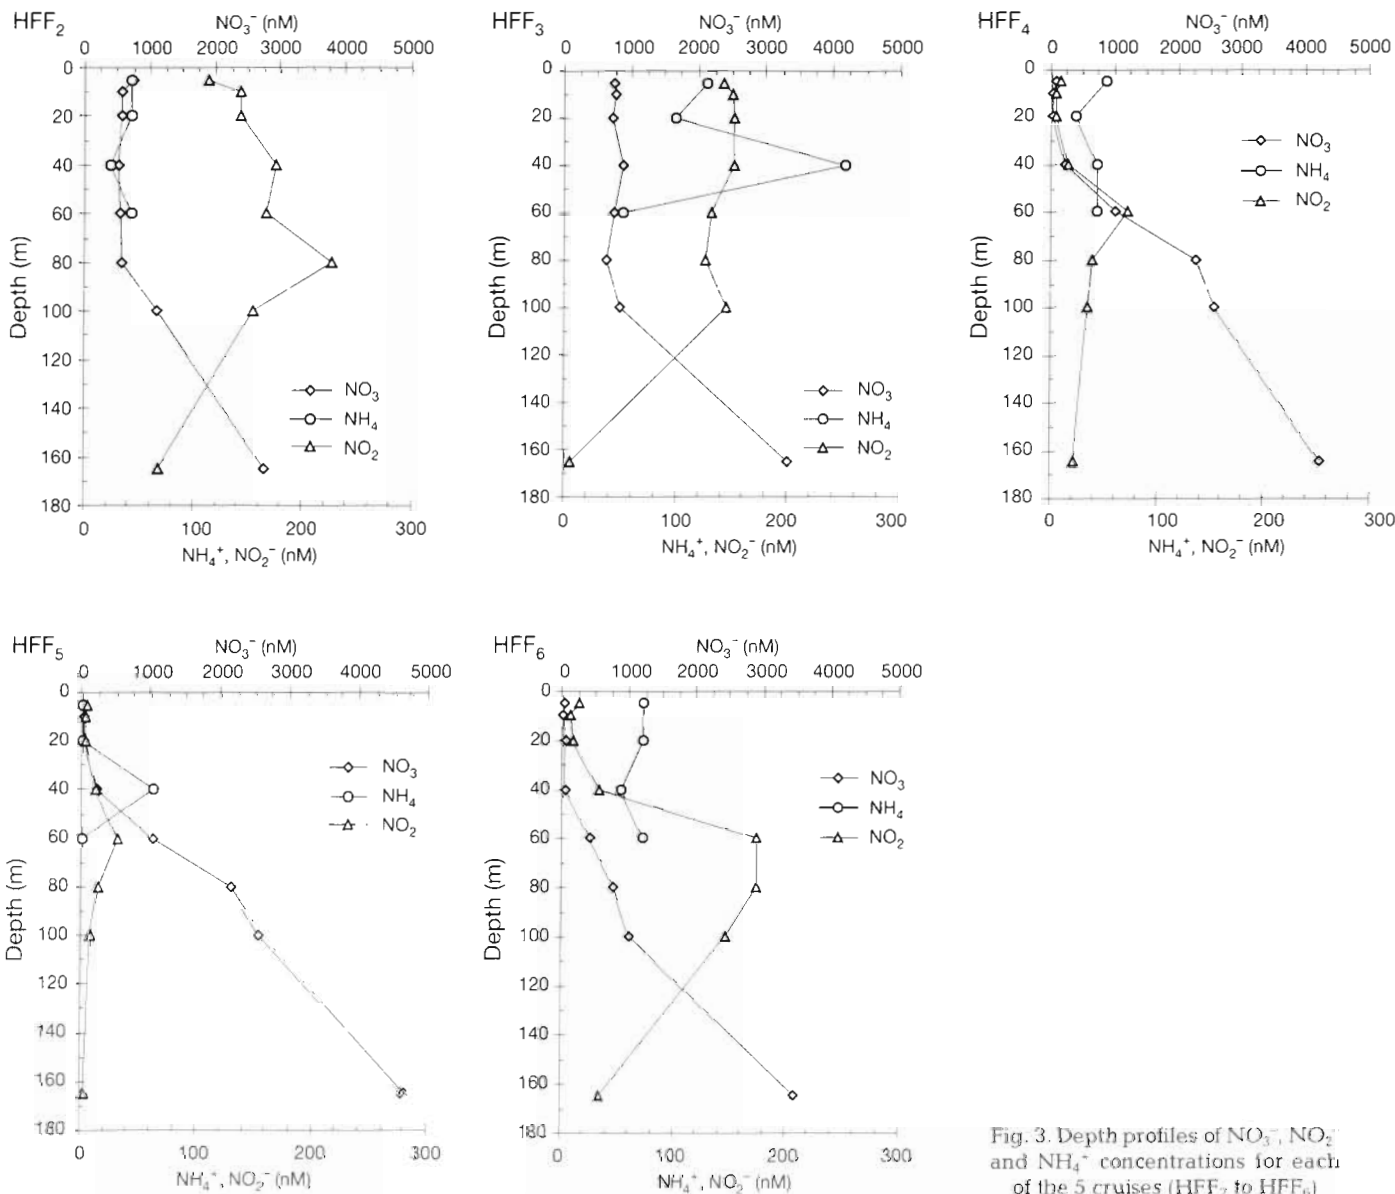 HFF₂
NO₃⁻ (nM)
0 1000 2000 3000 4000 5000
0
20
40
60
80
100
120
140
160
180
Depth (m)
NO₃
NH₄
NO₂
0 100 200 300
NH₄⁺, NO₂⁻ (nM)
HFF₃
NO₃⁻ (nM)
0 1000 2000 3000 4000 5000
0
20
40
60
80
100
120
140
160
180
Depth (m)
NO₃
NH₄
NO₂
0 100 200 300
NH₄⁺, NO₂⁻ (nM)
HFF₄
NO₃⁻ (nM)
0 1000 2000 3000 4000 5000
0
20
40
60
80
100
120
140
160
180
Depth (m)
NO₃
NH₄
NO₂
0 100 200 300
NH₄⁺, NO₂⁻ (nM)
HFF₅
NO₃⁻ (nM)
0 1000 2000 3000 4000 5000
0
20
40
60
80
100
120
140
160
180
Depth (m)
NO₃
NH₄
NO₂
0 100 200 300
NH₄⁺, NO₂⁻ (nM)
HFF₆
NO₃⁻ (nM)
0 1000 2000 3000 4000 5000
0
20
40
60
80
100
120
140
160
180
Depth (m)
NO₃
NH₄
NO₂
0 100 200 300
NH₄⁺, NO₂⁻ (nM)
Fig. 3. Depth profiles of NO₃⁻, NO₂⁻
and NH₄⁺ concentrations for each
of the 5 cruises (HFF₂ to HFF₆)